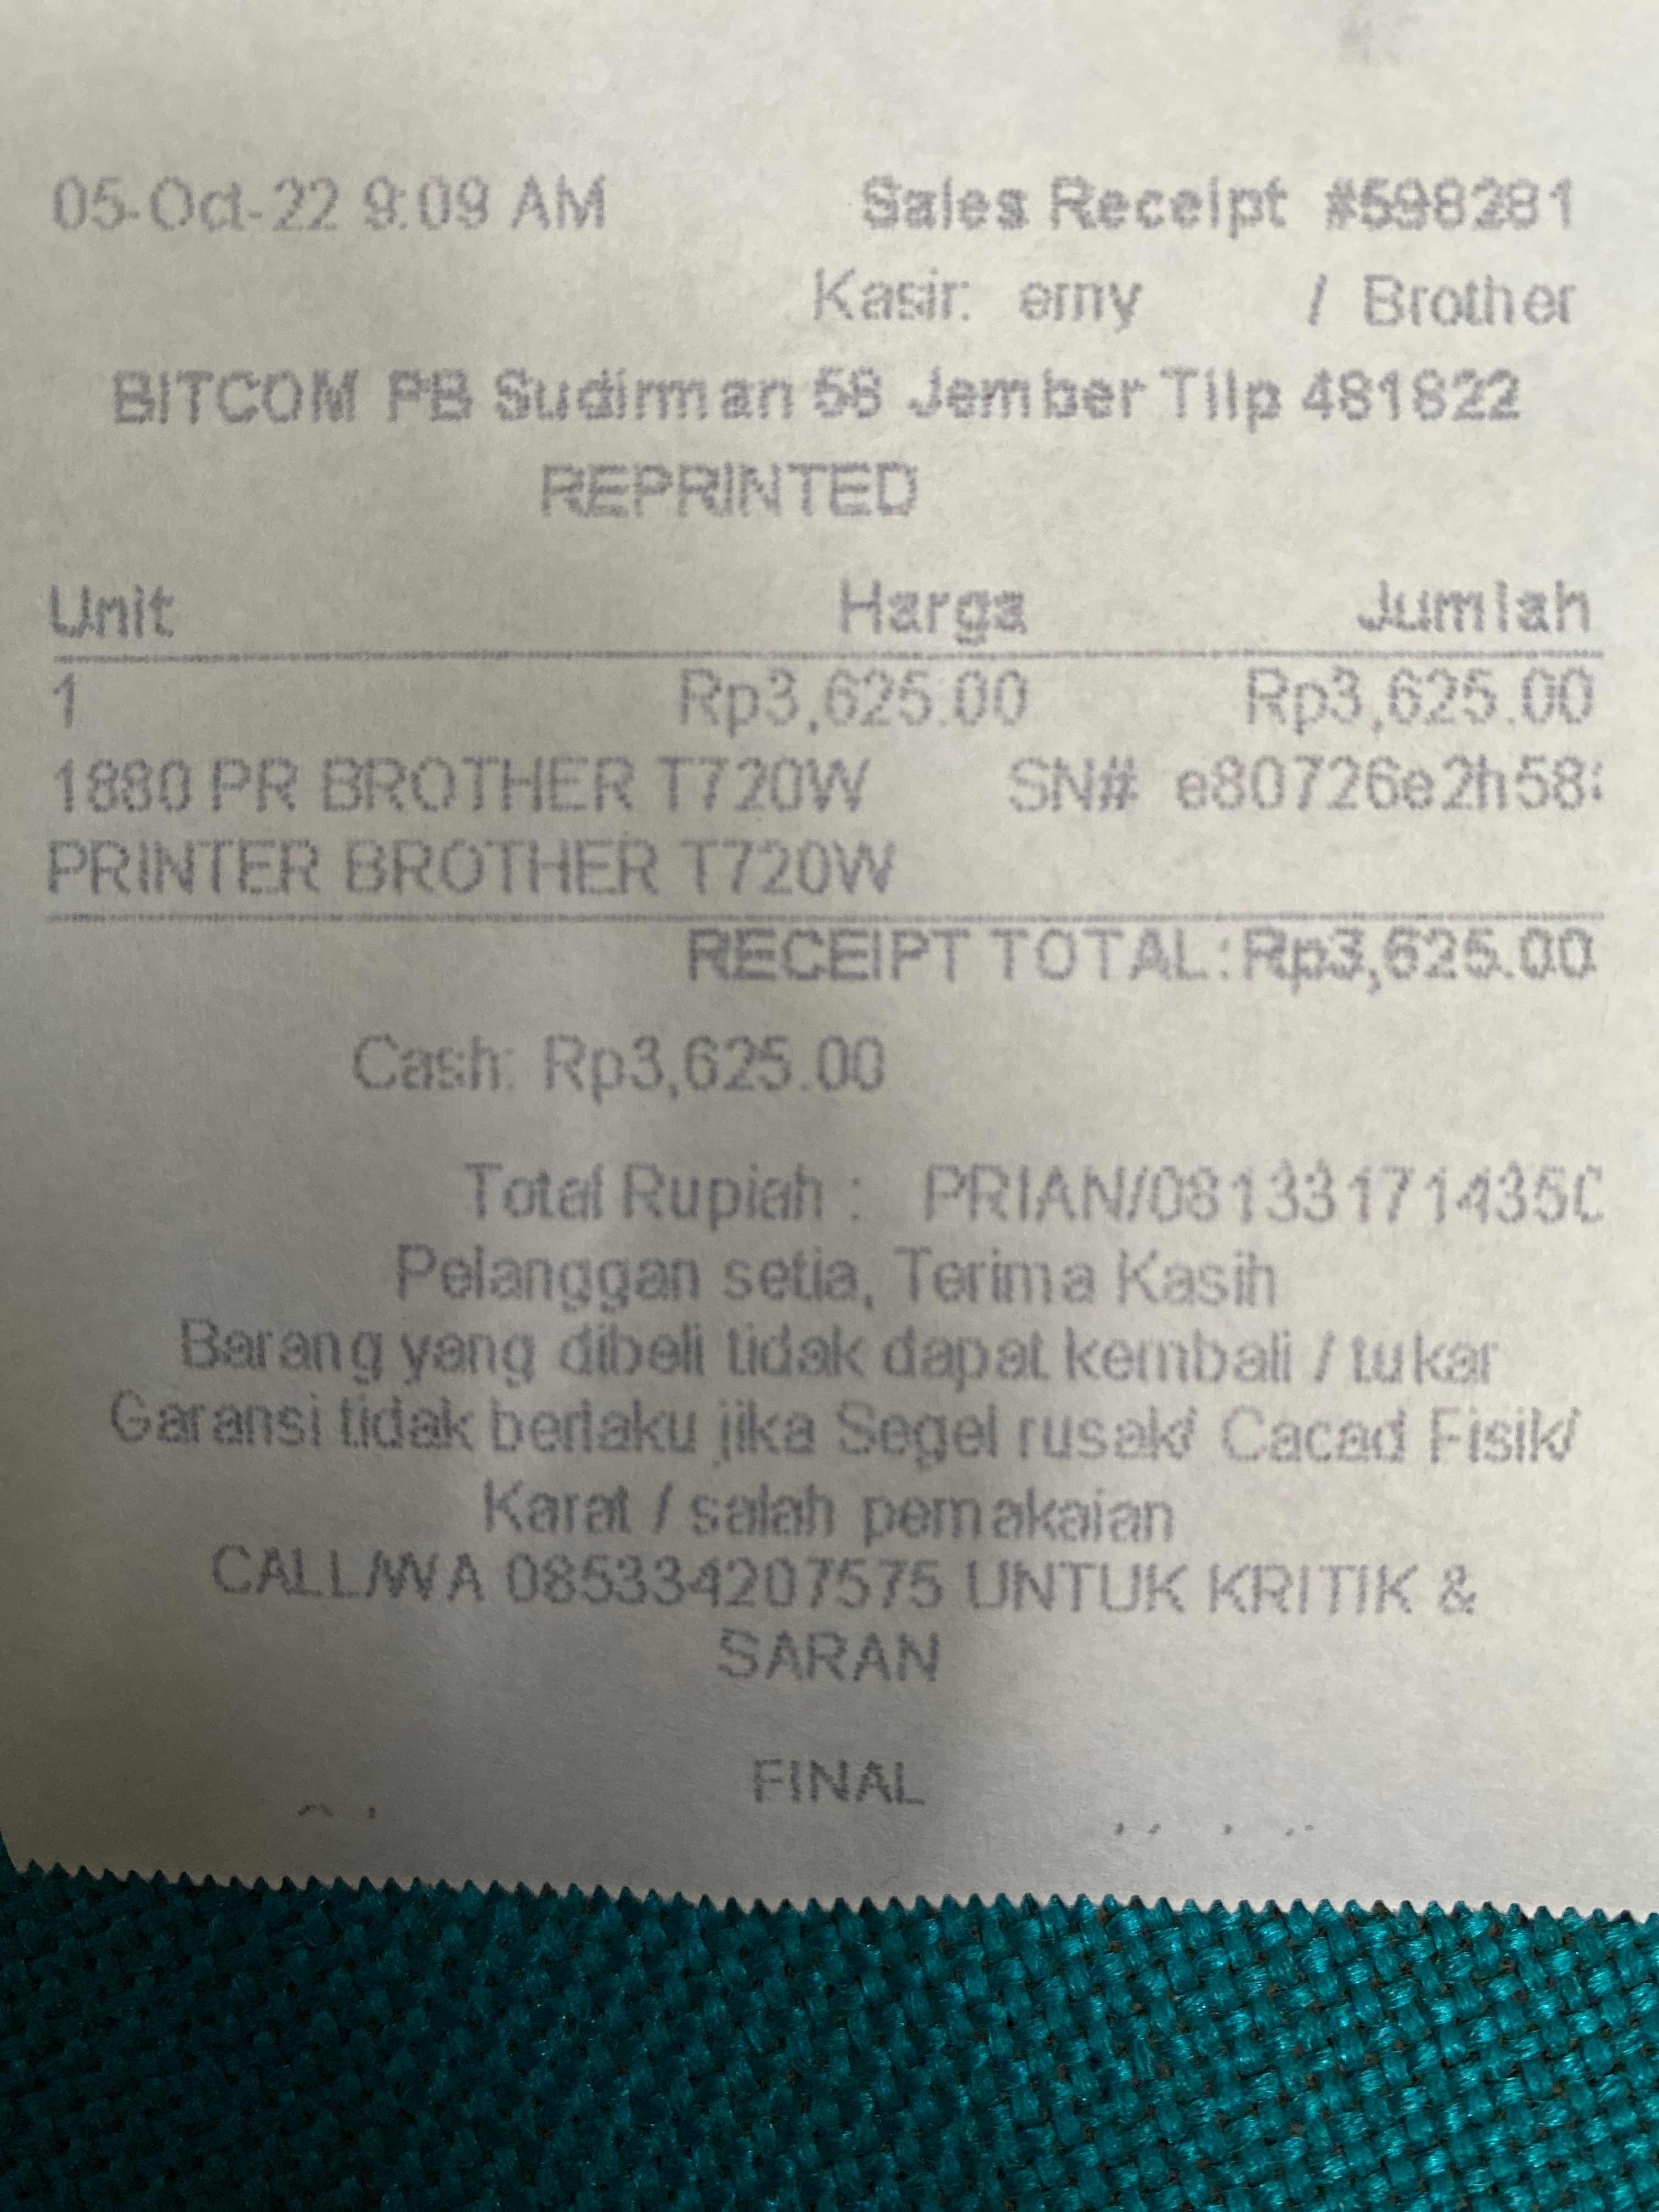 05-Oct-22 9:09 AM Sales Receipt #598281
Kasir: erny / Brother
BITCOM PB Sudirman 58 Jember Tllp 481822
REPRINTED
Unit Harga Jumlah
1 Rp3,625.00 Rp3,625.00
1880 PR BROTHER T720W SN# e80726e2h58
PRINTER BROTHER T720W
RECEIPT TOTAL: Rp3,625.00
Cash: Rp3,625.00
Total Rupiah : PRIAN/081331714350
Pelanggan setia, Terima Kasih
Barang yang dibeli tidak dapat kembali / tukar
Garansi tidak berlaku jika Segel rusak/ Cacad Fisik/
Karat / salah pemakaian
CALL/WA 085334207575 UNTUK KRITIK &
SARAN
FINAL